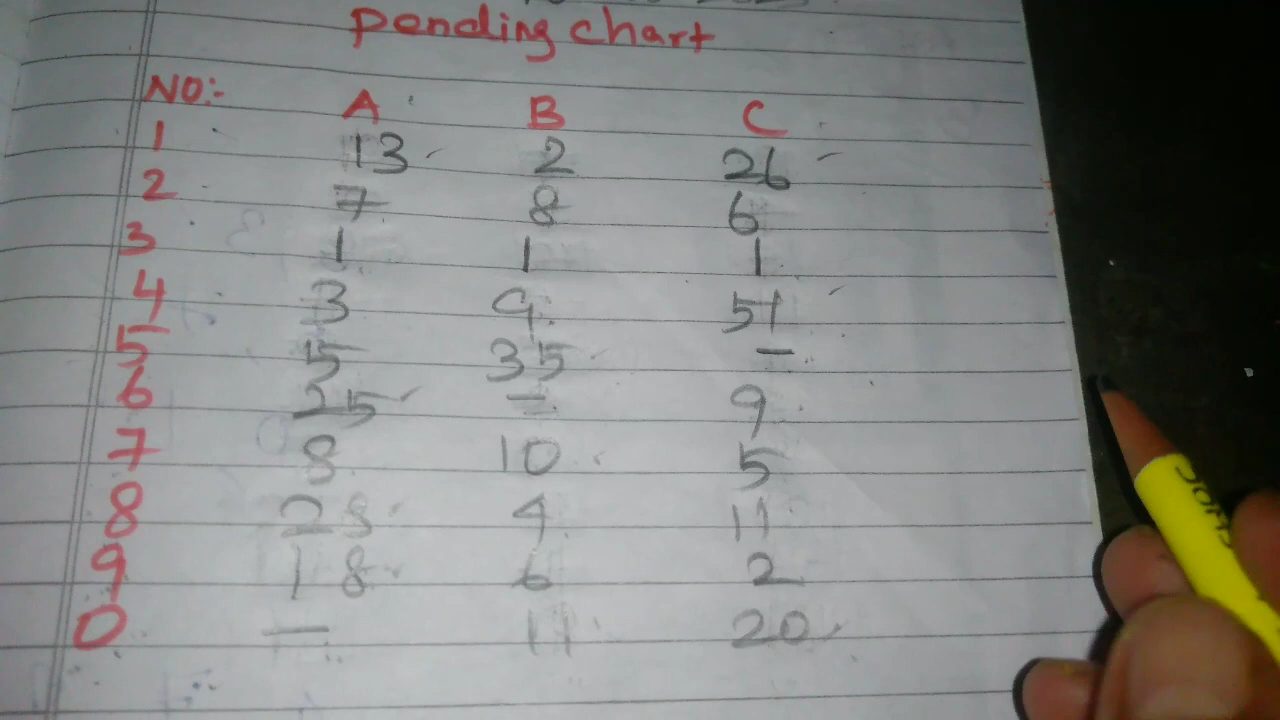 Pending chart
NO:- A B C
1 13 2 26
2 7 8 6
3 1 1 1
4 3 9 51
5 5 35 –
6 25 – 9
7 8 10 5
8 28 4 11
9 18 6 2
0 – 11 20